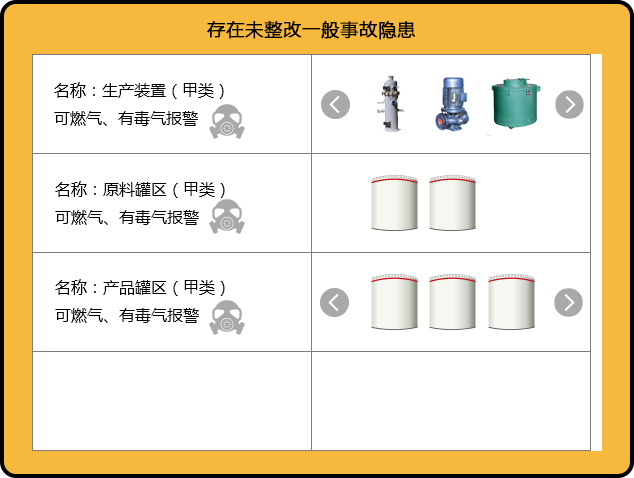 存在未整改一般事故隐患
名称：生产装置（甲类）
可燃气、有毒气报警
名称：原料罐区（甲类）
可燃气、有毒气报警
名称：产品罐区（甲类）
可燃气、有毒气报警